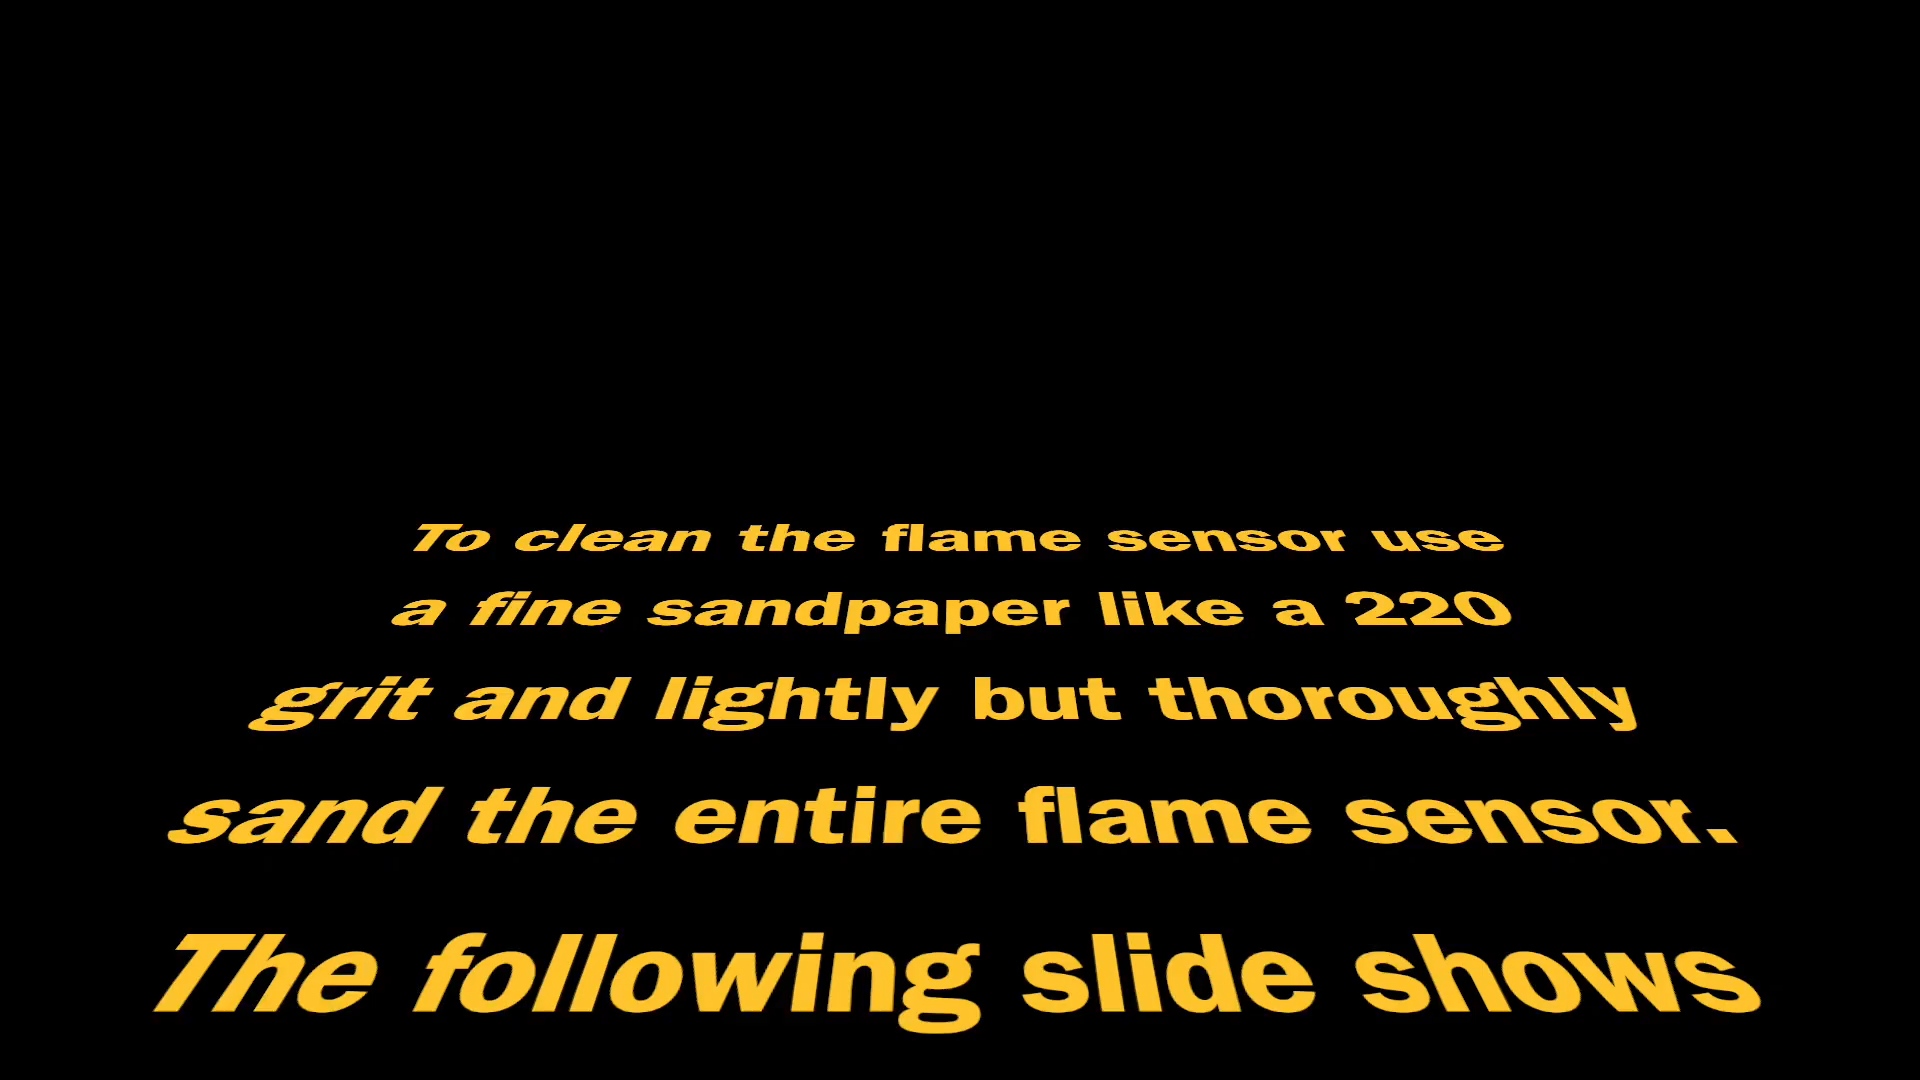 To clean the flame sensor use
a fine sandpaper like a 220
grit and lightly but thoroughly
sand the entire flame sensor.
The following slide shows